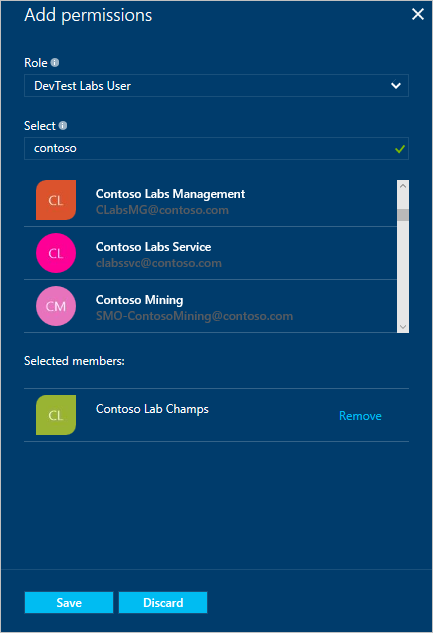 Add permissions
Role
DevTest Labs User
Select
contoso
CL
Contoso Labs Management
CLabsMG@contoso.com
CL
Contoso Labs Service
clabssvc@contoso.com
CM
Contoso Mining
SMO-ContosoMining@contoso.com
Selected members:
CL
Contoso Lab Champs
Remove
Save
Discard